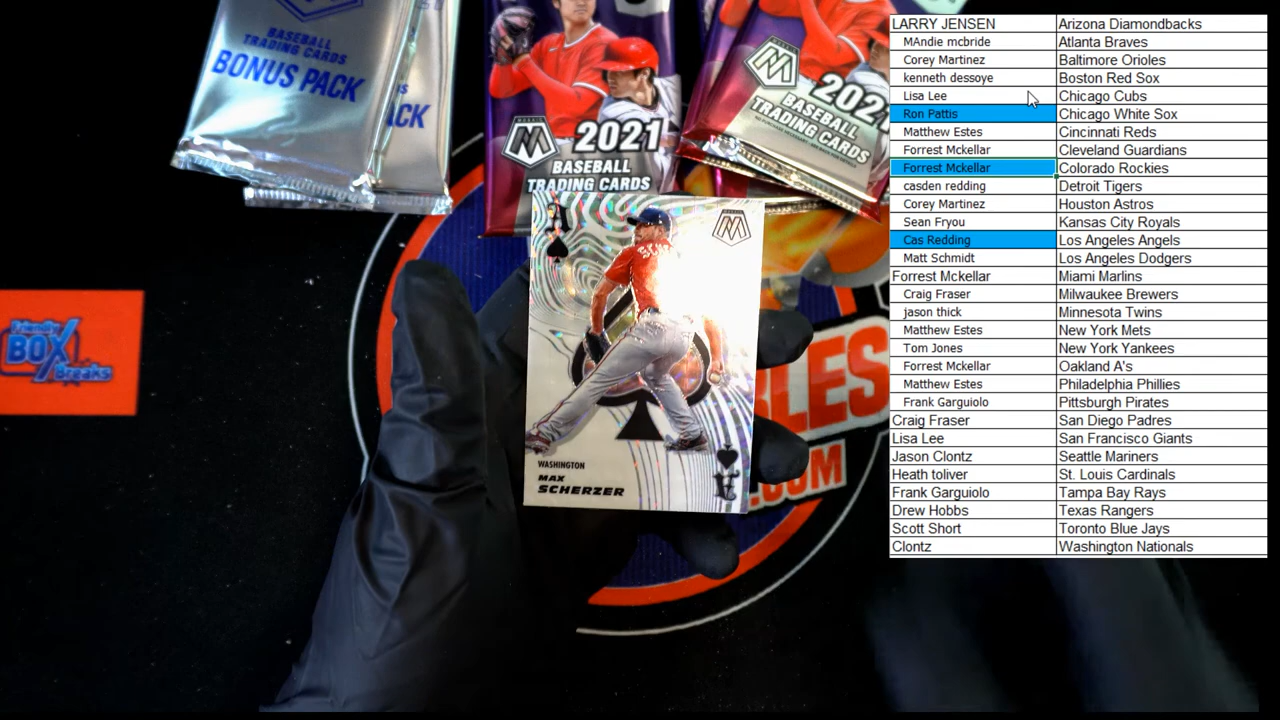 BASEBALL
TRADING CARDS
BONUS PACK
CK
2021
BASEBALL
TRADING CARDS
2021
BASEBALL
TRADING CARDS
Friendly
BOX
Breaks
BLES
.COM
A
WASHINGTON
MAX
SCHERZER
A
LARRY JENSEN Arizona Diamondbacks
MAndie mcbride Atlanta Braves
Corey Martinez Baltimore Orioles
kenneth dessoye Boston Red Sox
Lisa Lee Chicago Cubs
Ron Pattis Chicago White Sox
Matthew Estes Cincinnati Reds
Forrest Mckellar Cleveland Guardians
Forrest Mckellar Colorado Rockies
casden redding Detroit Tigers
Corey Martinez Houston Astros
Sean Fryou Kansas City Royals
Cas Redding Los Angeles Angels
Matt Schmidt Los Angeles Dodgers
Forrest Mckellar Miami Marlins
Craig Fraser Milwaukee Brewers
jason thick Minnesota Twins
Matthew Estes New York Mets
Tom Jones New York Yankees
Forrest Mckellar Oakland A's
Matthew Estes Philadelphia Phillies
Frank Garguiolo Pittsburgh Pirates
Craig Fraser San Diego Padres
Lisa Lee San Francisco Giants
Jason Clontz Seattle Mariners
Heath toliver St. Louis Cardinals
Frank Garguiolo Tampa Bay Rays
Drew Hobbs Texas Rangers
Scott Short Toronto Blue Jays
Clontz Washington Nationals